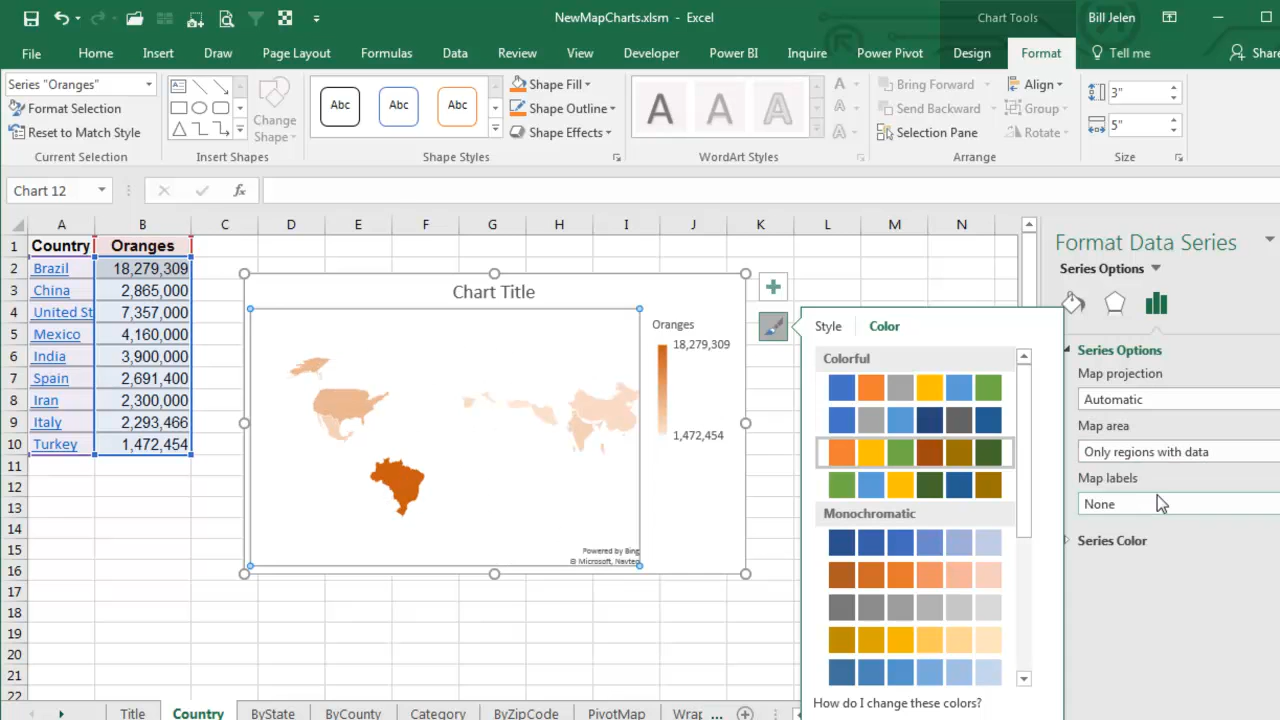 NewMapCharts.xlsm - Excel
Chart Tools
Bill Jelen
File Home Insert Draw Page Layout Formulas Data Review View Developer Power BI Inquire Power Pivot Design Format Tell me Share
Series "Oranges"
Format Selection
Reset to Match Style
Current Selection
Change
Shape
Insert Shapes
Abc Abc Abc
Shape Fill
Shape Outline
Shape Effects
Shape Styles
A A A
WordArt Styles
Bring Forward
Send Backward
Selection Pane
Align
Group
Rotate
Arrange
3"
5"
Size
Chart 12
fx
A B C D E F G H I J K L M N
1 Country Oranges
2 Brazil 18,279,309
3 China 2,865,000
4 United St 7,357,000
5 Mexico 4,160,000
6 India 3,900,000
7 Spain 2,691,400
8 Iran 2,300,000
9 Italy 2,293,466
10 Turkey 1,472,454
11
12
13
14
15
16
17
18
19
20
21
22
Chart Title
Oranges
18,279,309
1,472,454
Powered by Bing
© Microsoft, Navteq
Style Color
Colorful
Monochromatic
How do I change these colors?
Format Data Series
Series Options
Series Options
Map projection
Automatic
Map area
Only regions with data
Map labels
None
Series Color
Title Country ByState ByCounty Category ByZipCode PivotMap Wrap ...